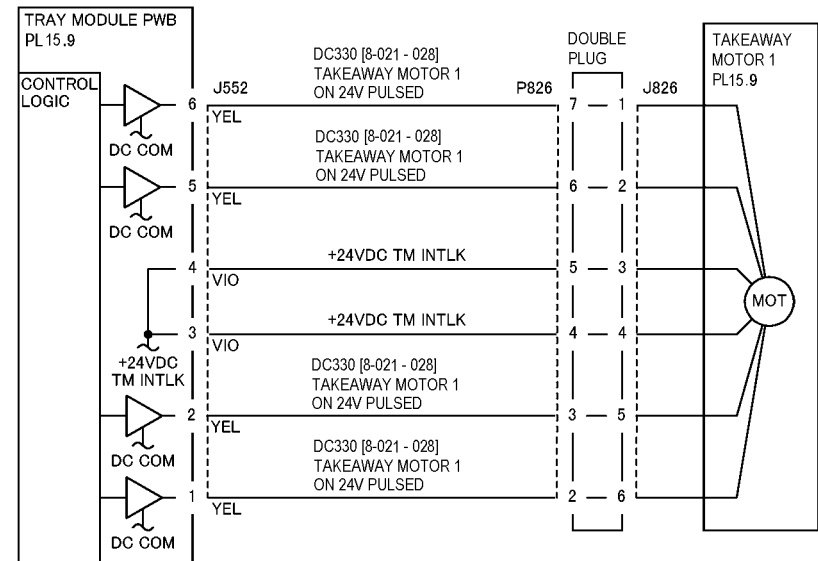 TRAY MODULE PWB
PL15.9
CONTROL
LOGIC
J552
DC330 [8-021 - 028]
TAKEAWAY MOTOR 1
ON 24V PULSED
P826
DOUBLE
PLUG
J826
TAKEAWAY
MOTOR 1
PL15.9
6
YEL
7 1
DC COM
DC330 [8-021 - 028]
TAKEAWAY MOTOR 1
ON 24V PULSED
5
YEL
6 2
DC COM
+24VDC TM INTLK
4
VIO
5 3
MOT
+24VDC TM INTLK
3
VIO
4 4
+24VDC
TM INTLK
DC330 [8-021 - 028]
TAKEAWAY MOTOR 1
ON 24V PULSED
2
YEL
3 5
DC COM
DC330 [8-021 - 028]
TAKEAWAY MOTOR 1
ON 24V PULSED
1
YEL
2 6
DC COM